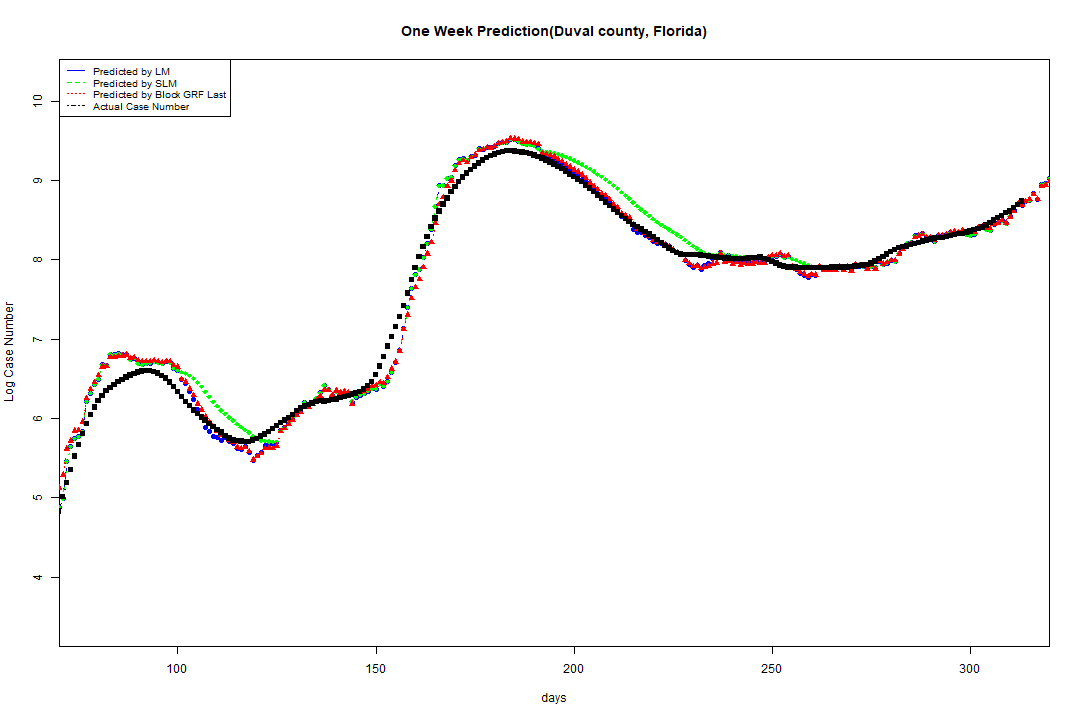 One Week Prediction(Duval county, Florida)
Predicted by LM
Predicted by SLM
Predicted by Block GRF Last
Actual Case Number
10
9
8
7
6
5
4
Log Case Number
100 150 200 250 300
days